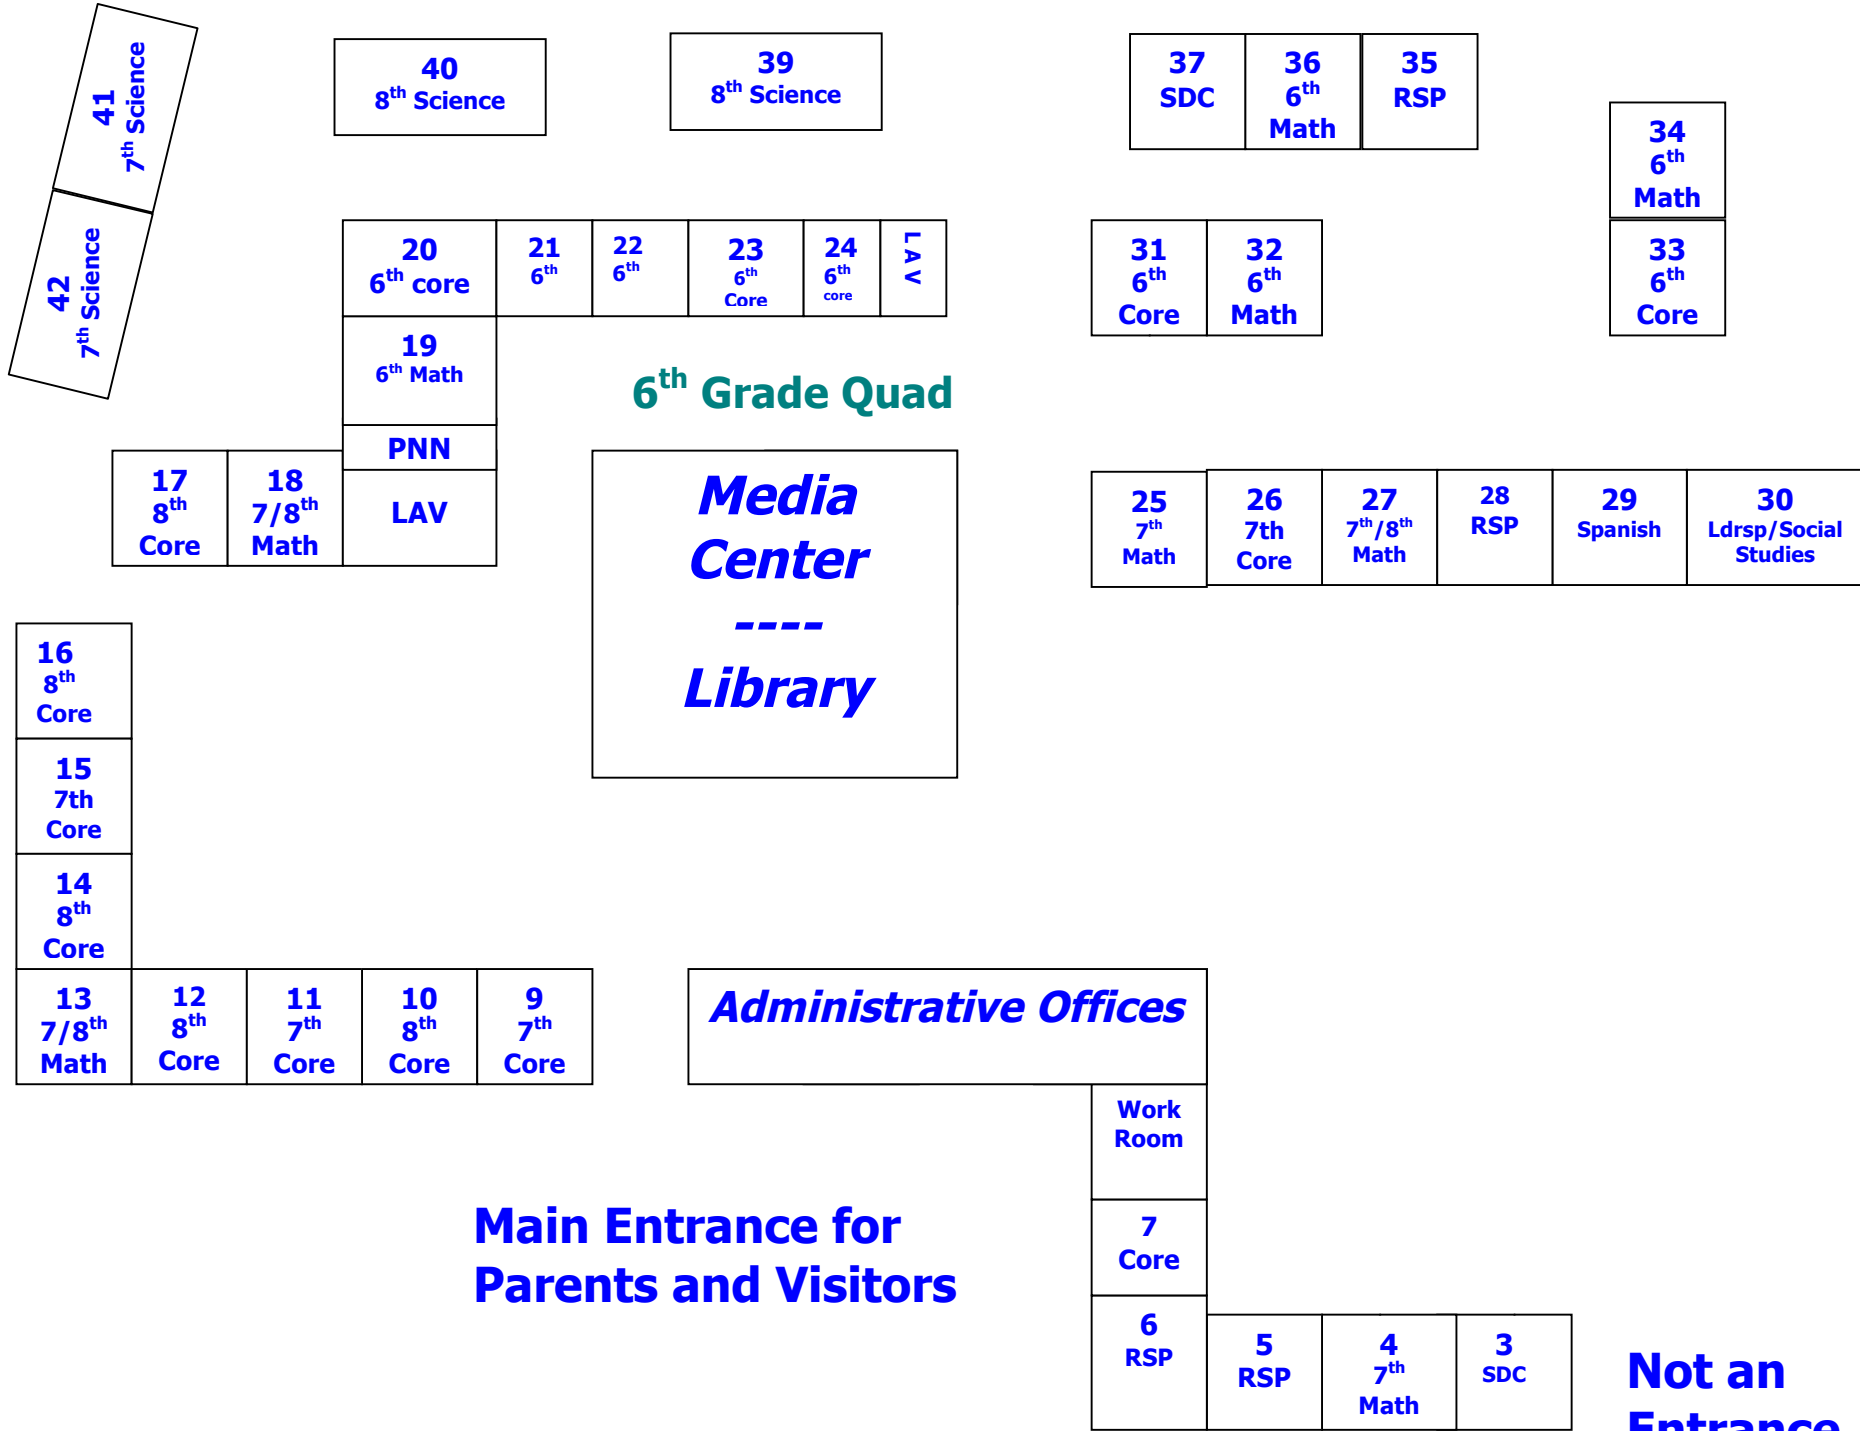 41
7th Science
40
8th Science
39
8th Science
37
SDC
36
6th
Math
35
RSP
34
6th
Math
42
7th Science
20
6th core
21
6th
22
6th
23
6th
Core
24
6th
core
LAV
31
6th
Core
32
6th
Math
33
6th
Core
19
6th Math
6th Grade Quad
PNN
LAV
17
8th
Core
18
7/8th
Math
Media
Center
----
Library
25
7th
Math
26
7th
Core
27
7th/8th
Math
28
RSP
29
Spanish
30
Ldrsp/Social
Studies
16
8th
Core
15
7th
Core
14
8th
Core
13
7/8th
Math
12
8th
Core
11
7th
Core
10
8th
Core
9
7th
Core
Administrative Offices
Work
Room
7
Core
Main Entrance for
Parents and Visitors
6
RSP
5
RSP
4
7th
Math
3
SDC
Not an
Entrance